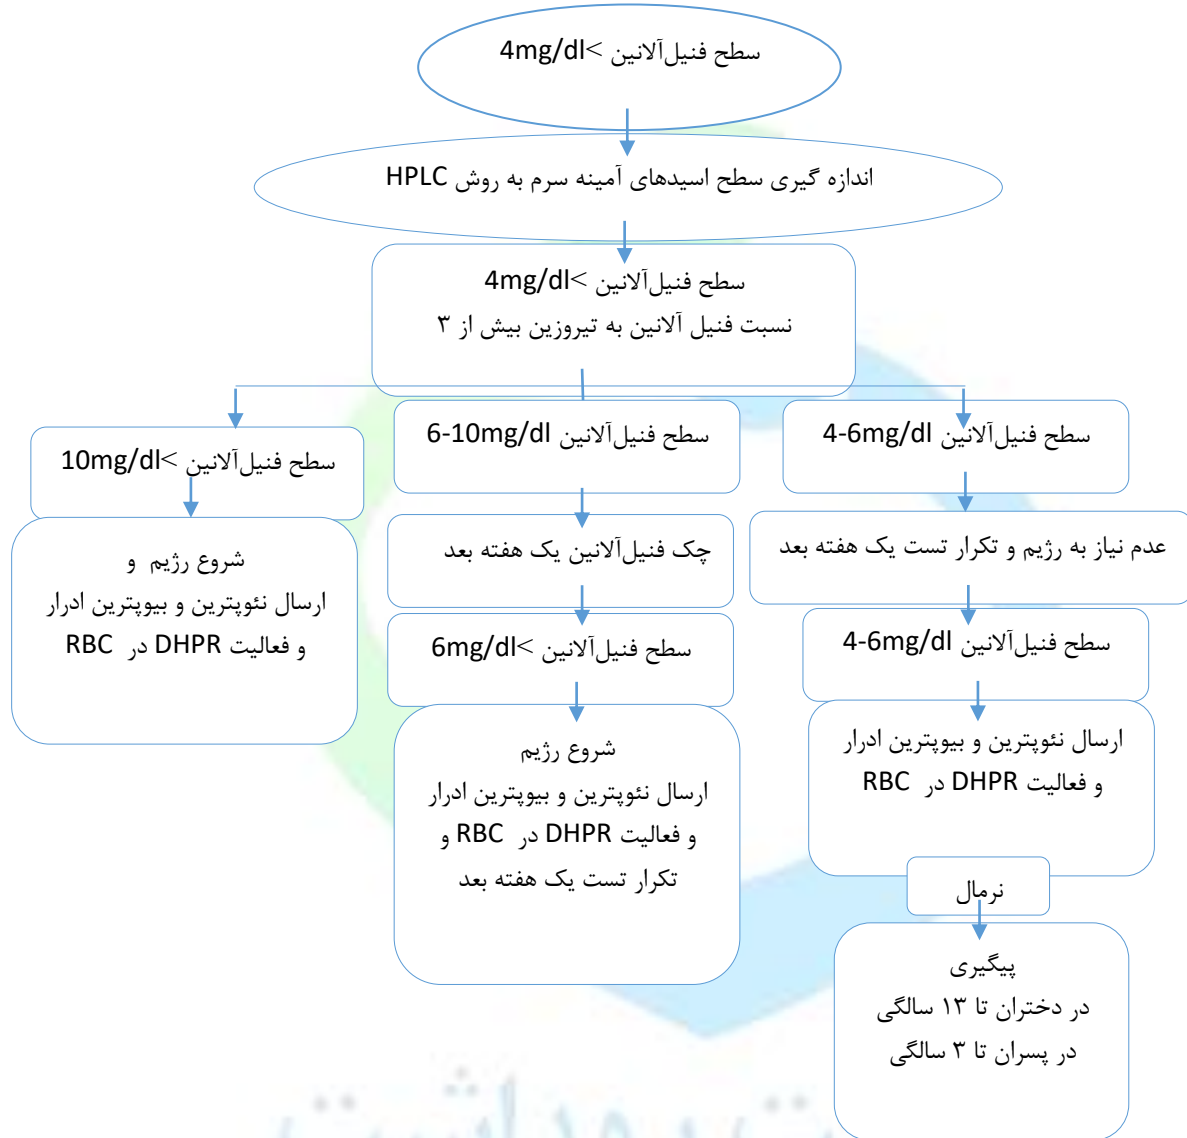 سطح فنیل‌آلانین >4mg/dl
اندازه گیری سطح اسیدهای آمینه سرم به روش HPLC
سطح فنیل‌آلانین >4mg/dl
نسبت فنیل آلانین به تیروزین بیش از ۳
سطح فنیل‌آلانین 4-6mg/dl
عدم نیاز به رژیم و تکرار تست یک هفته بعد
سطح فنیل‌آلانین 4-6mg/dl
ارسال نئوپترین و بیوپترین ادرار
و فعالیت DHPR در RBC
نرمال
پیگیری
در دختران تا ۱۳ سالگی
در پسران تا ۳ سالگی
سطح فنیل‌آلانین 6-10mg/dl
چک فنیل‌آلانین یک هفته بعد
سطح فنیل‌آلانین >6mg/dl
شروع رژیم
ارسال نئوپترین و بیوپترین ادرار
و فعالیت DHPR در RBC و
تکرار تست یک هفته بعد
سطح فنیل‌آلانین >10mg/dl
شروع رژیم و
ارسال نئوپترین و بیوپترین ادرار
و فعالیت DHPR در RBC